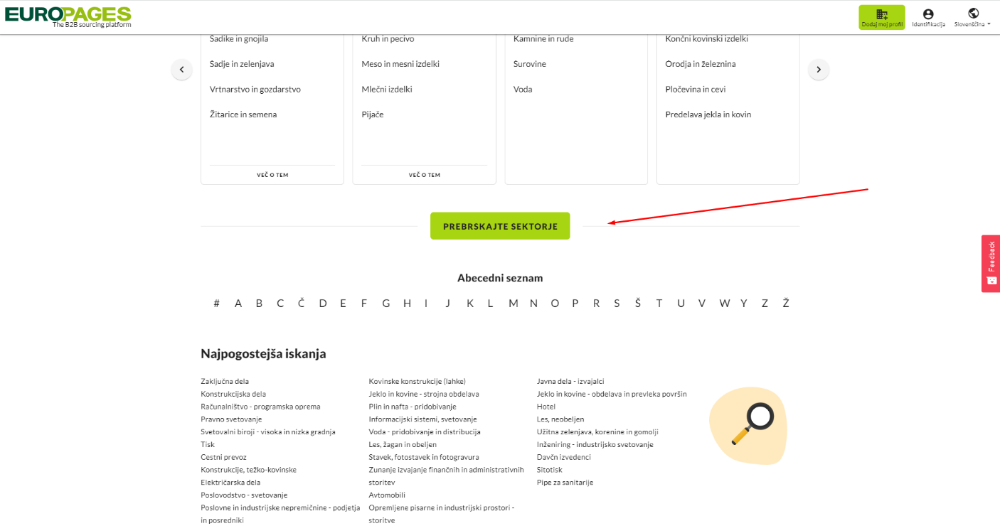 EUROPAGES
The B2B sourcing platform
Dodaj moj profil
Identifikacija
Slovenščina
Sadike in gnojila
Sadje in zelenjava
Vrtnarstvo in gozdarstvo
Žitarice in semena
VEČ O TEM
Kruh in pecivo
Meso in mesni izdelki
Mlečni izdelki
Pijače
VEČ O TEM
Kamnine in rude
Surovine
Voda
Končni kovinski izdelki
Orodja in železnina
Pločevina in cevi
Predelava jekla in kovin
PREBRSKAJTE SEKTORJE
Feedback
Abecedni seznam
# A B C Č D E F G H I J K L M N O P R S Š T U V W Y Z Ž
Najpogostejša iskanja
Zaključna dela
Konstrukcijska dela
Računalništvo - programska oprema
Pravno svetovanje
Svetovalni biroji - visoka in nizka gradnja
Tisk
Cestni prevoz
Konstrukcije, težko-kovinske
Električarska dela
Poslovodstvo - svetovanje
Poslovne in industrijske nepremičnine - podjetja
in posredniki
Kovinske konstrukcije (lahke)
Jeklo in kovine - strojna obdelava
Plin in nafta - pridobivanje
Informacijski sistemi, svetovanje
Voda - pridobivanje in distribucija
Les, žagan in obeljen
Stavek, fotostavek in fotogravura
Zunanje izvajanje finančnih in administrativnih
storitev
Avtomobili
Opremljene pisarne in industrijski prostori -
storitve
Javna dela - izvajalci
Jeklo in kovine - obdelava in prevleka površin
Hotel
Les, neobeljen
Užitna zelenjava, korenine in gomolji
Inženiring - industrijsko svetovanje
Davčn izvedenci
Sitotisk
Pipe za sanitarije